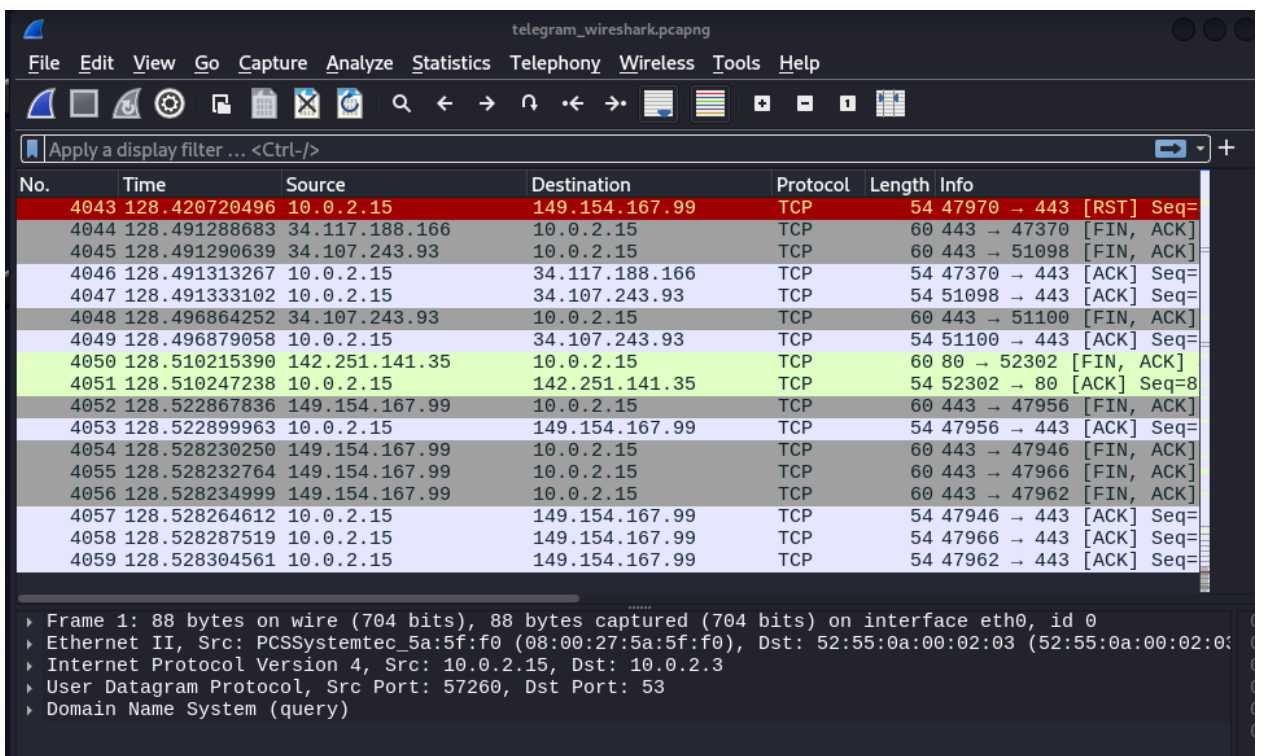 telegram_wireshark.pcapng
File Edit View Go Capture Analyze Statistics Telephony Wireless Tools Help
Apply a display filter ... <Ctrl-/>
No. Time Source Destination Protocol Length Info
4043 128.420720496 10.0.2.15 149.154.167.99 TCP 54 47970 → 443 [RST] Seq=
4044 128.491288683 34.117.188.166 10.0.2.15 TCP 60 443 → 47370 [FIN, ACK]
4045 128.491290639 34.107.243.93 10.0.2.15 TCP 60 443 → 51098 [FIN, ACK]
4046 128.491313267 10.0.2.15 34.117.188.166 TCP 54 47370 → 443 [ACK] Seq=
4047 128.491333102 10.0.2.15 34.107.243.93 TCP 54 51098 → 443 [ACK] Seq=
4048 128.496864252 34.107.243.93 10.0.2.15 TCP 60 443 → 51100 [FIN, ACK]
4049 128.496879058 10.0.2.15 34.107.243.93 TCP 54 51100 → 443 [ACK] Seq=
4050 128.510215390 142.251.141.35 10.0.2.15 TCP 60 80 → 52302 [FIN, ACK]
4051 128.510247238 10.0.2.15 142.251.141.35 TCP 54 52302 → 80 [ACK] Seq=8
4052 128.522867836 149.154.167.99 10.0.2.15 TCP 60 443 → 47956 [FIN, ACK]
4053 128.522899963 10.0.2.15 149.154.167.99 TCP 54 47956 → 443 [ACK] Seq=
4054 128.528230250 149.154.167.99 10.0.2.15 TCP 60 443 → 47946 [FIN, ACK]
4055 128.528232764 149.154.167.99 10.0.2.15 TCP 60 443 → 47966 [FIN, ACK]
4056 128.528234999 149.154.167.99 10.0.2.15 TCP 60 443 → 47962 [FIN, ACK]
4057 128.528264612 10.0.2.15 149.154.167.99 TCP 54 47946 → 443 [ACK] Seq=
4058 128.528287519 10.0.2.15 149.154.167.99 TCP 54 47966 → 443 [ACK] Seq=
4059 128.528304561 10.0.2.15 149.154.167.99 TCP 54 47962 → 443 [ACK] Seq=
Frame 1: 88 bytes on wire (704 bits), 88 bytes captured (704 bits) on interface eth0, id 0
Ethernet II, Src: PCSSystemtec_5a:5f:f0 (08:00:27:5a:5f:f0), Dst: 52:55:0a:00:02:03 (52:55:0a:00:02:03
Internet Protocol Version 4, Src: 10.0.2.15, Dst: 10.0.2.3
User Datagram Protocol, Src Port: 57260, Dst Port: 53
Domain Name System (query)